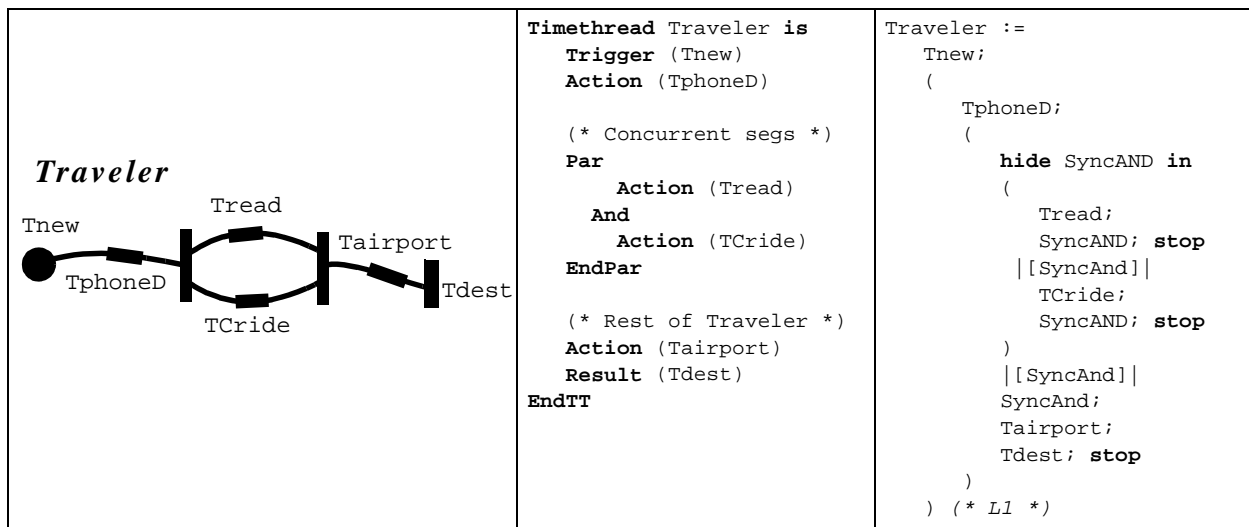 Traveler
Tnew
TphoneD
Tread
TCride
Tairport
Tdest
Timethread Traveler is
Trigger (Tnew)
Action (TphoneD)
(* Concurrent segs *)
Par
Action (Tread)
And
Action (TCride)
EndPar
(* Rest of Traveler *)
Action (Tairport)
Result (Tdest)
EndTT
Traveler :=
Tnew;
(
TphoneD;
(
hide SyncAND in
(
Tread;
SyncAND; stop
|[SyncAnd]|
TCride;
SyncAND; stop
)
|[SyncAnd]|
SyncAnd;
Tairport;
Tdest; stop
)
) (* L1 *)